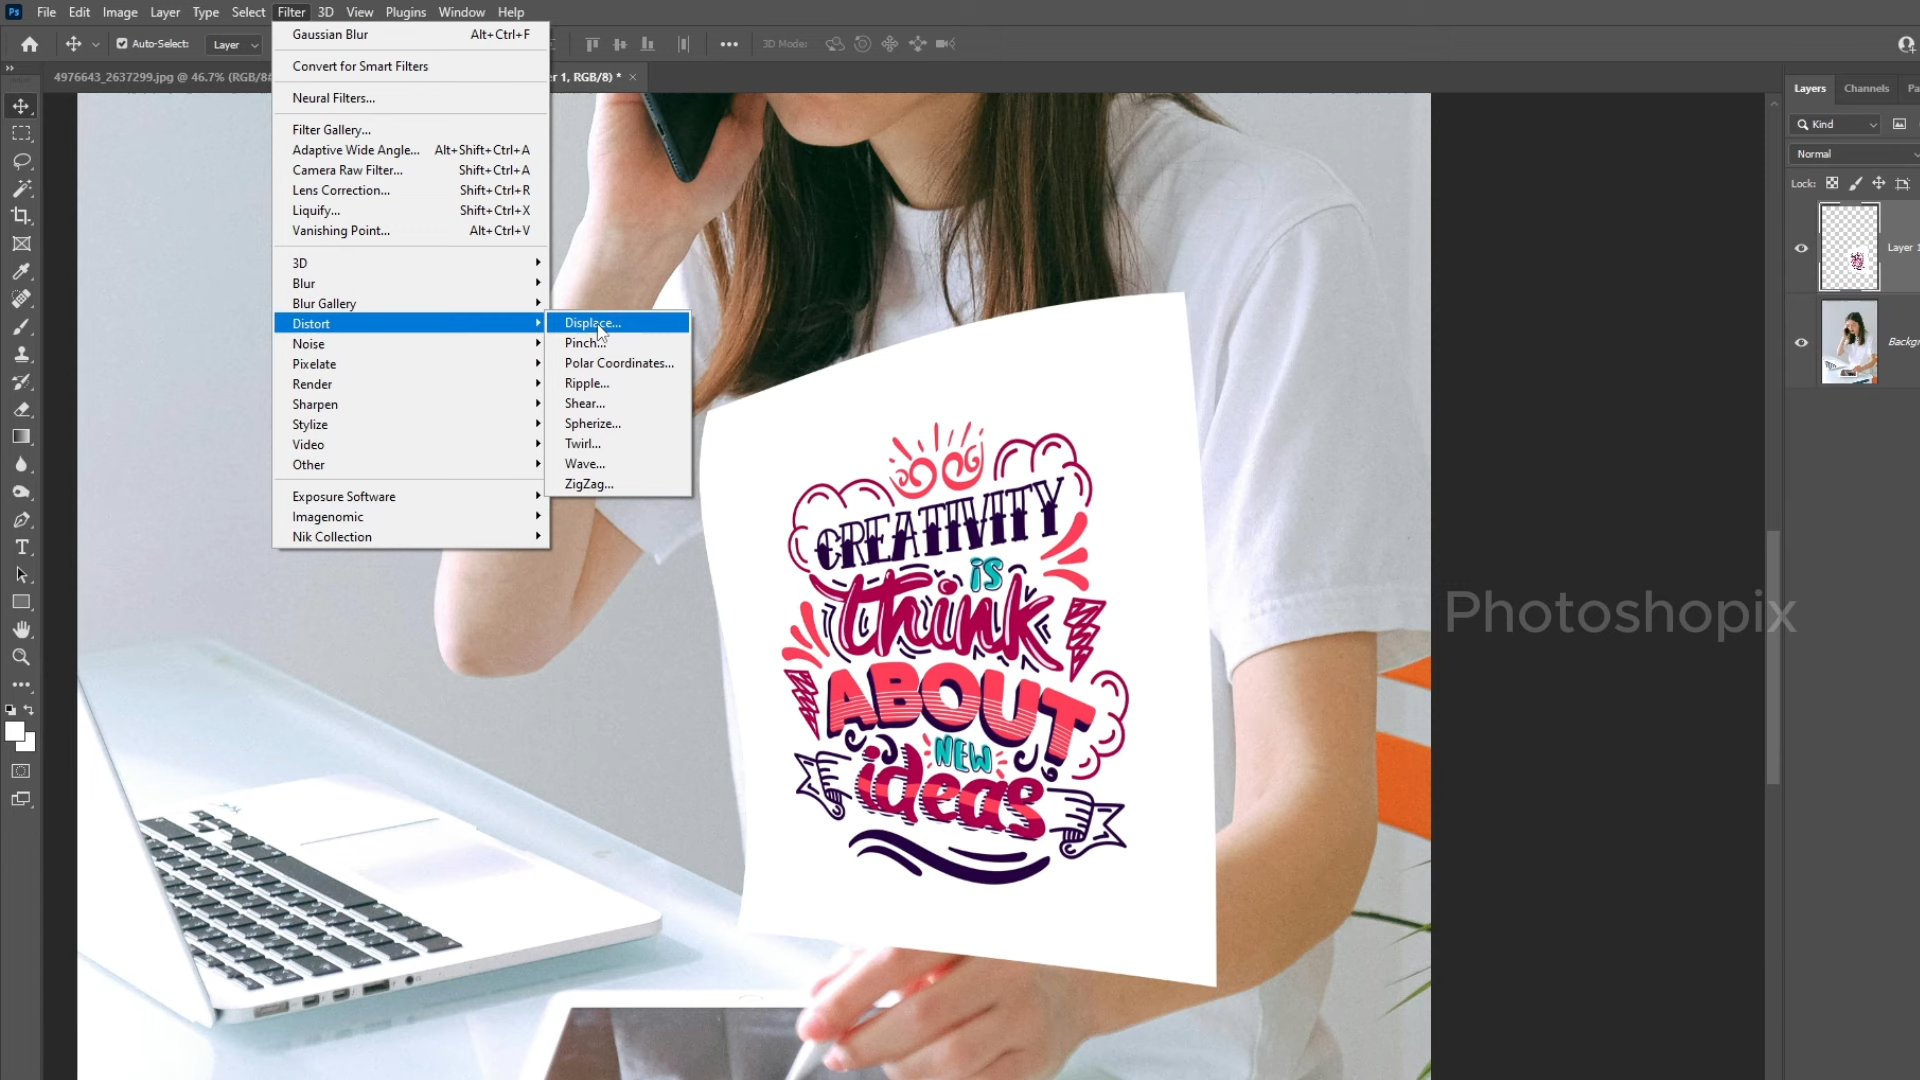 Ps File Edit Image Layer Type Select Filter 3D View Plugins Window Help
Auto-Select: Layer 3D Mode:
4976643_2637299.jpg @ 46.7% (RGB/8# r 1, RGB/8) *
Gaussian Blur Alt+Ctrl+F
Convert for Smart Filters
Neural Filters...
Filter Gallery...
Adaptive Wide Angle... Alt+Shift+Ctrl+A
Camera Raw Filter... Shift+Ctrl+A
Lens Correction... Shift+Ctrl+R
Liquify... Shift+Ctrl+X
Vanishing Point... Alt+Ctrl+V
3D
Blur
Blur Gallery
Distort
Noise
Pixelate
Render
Sharpen
Stylize
Video
Other
Exposure Software
Imagenomic
Nik Collection
Displace...
Pinch...
Polar Coordinates...
Ripple...
Shear...
Spherize...
Twirl...
Wave...
ZigZag...
CREATIVITY
is
think
ABOUT
NEW
ideas
Photoshopix
Layers Channels Pa
Kind
Normal
Lock:
Layer 1
Backgr